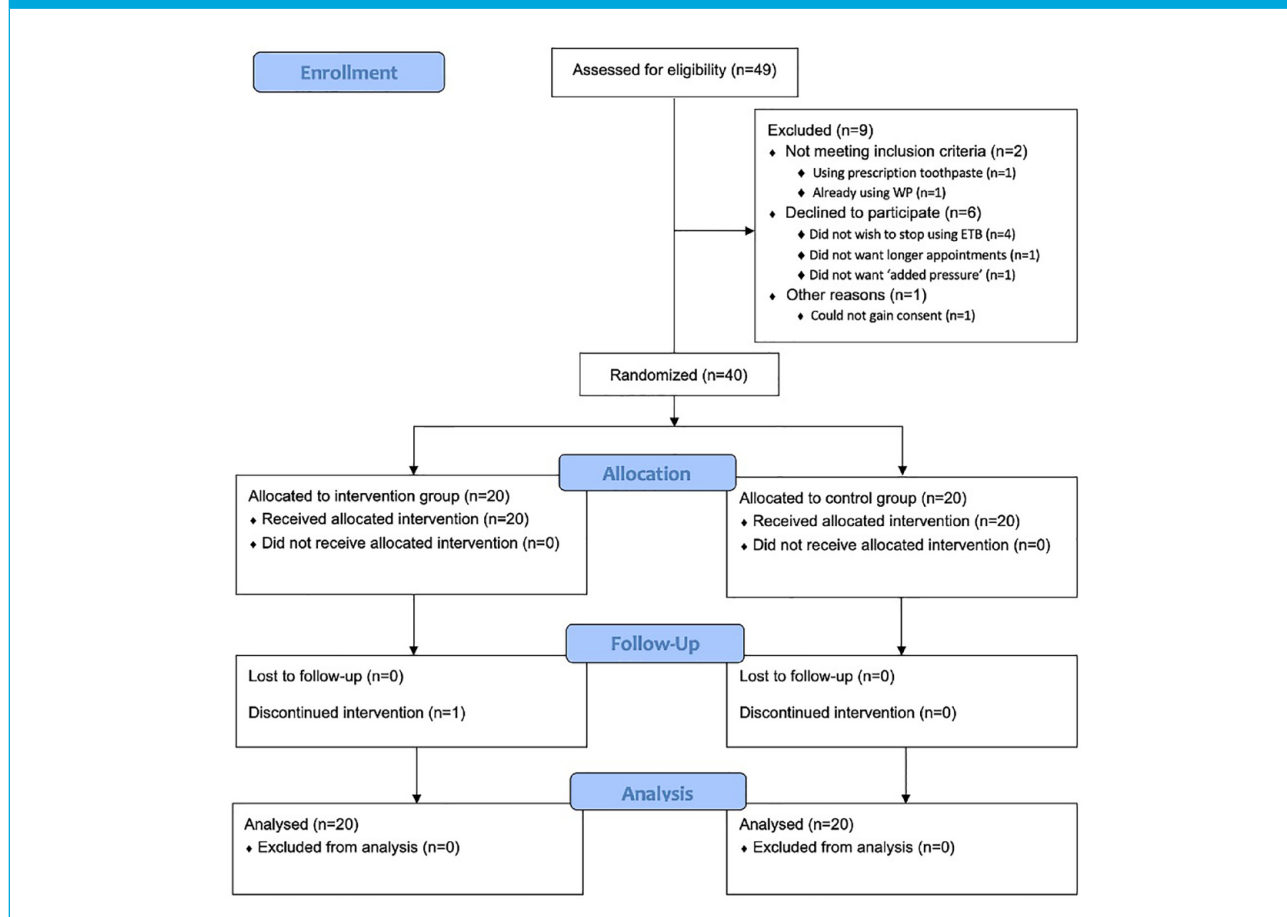 Enrollment
Assessed for eligibility (n=49)
Excluded (n=9)
♦ Not meeting inclusion criteria (n=2)
♦ Using prescription toothpaste (n=1)
♦ Already using WP (n=1)
♦ Declined to participate (n=6)
♦ Did not wish to stop using ETB (n=4)
♦ Did not want longer appointments (n=1)
♦ Did not want ‘added pressure’ (n=1)
♦ Other reasons (n=1)
♦ Could not gain consent (n=1)
Randomized (n=40)
Allocation
Allocated to intervention group (n=20)
♦ Received allocated intervention (n=20)
♦ Did not receive allocated intervention (n=0)
Allocated to control group (n=20)
♦ Received allocated intervention (n=20)
♦ Did not receive allocated intervention (n=0)
Follow-Up
Lost to follow-up (n=0)
Discontinued intervention (n=1)
Lost to follow-up (n=0)
Discontinued intervention (n=0)
Analysis
Analysed (n=20)
♦ Excluded from analysis (n=0)
Analysed (n=20)
♦ Excluded from analysis (n=0)